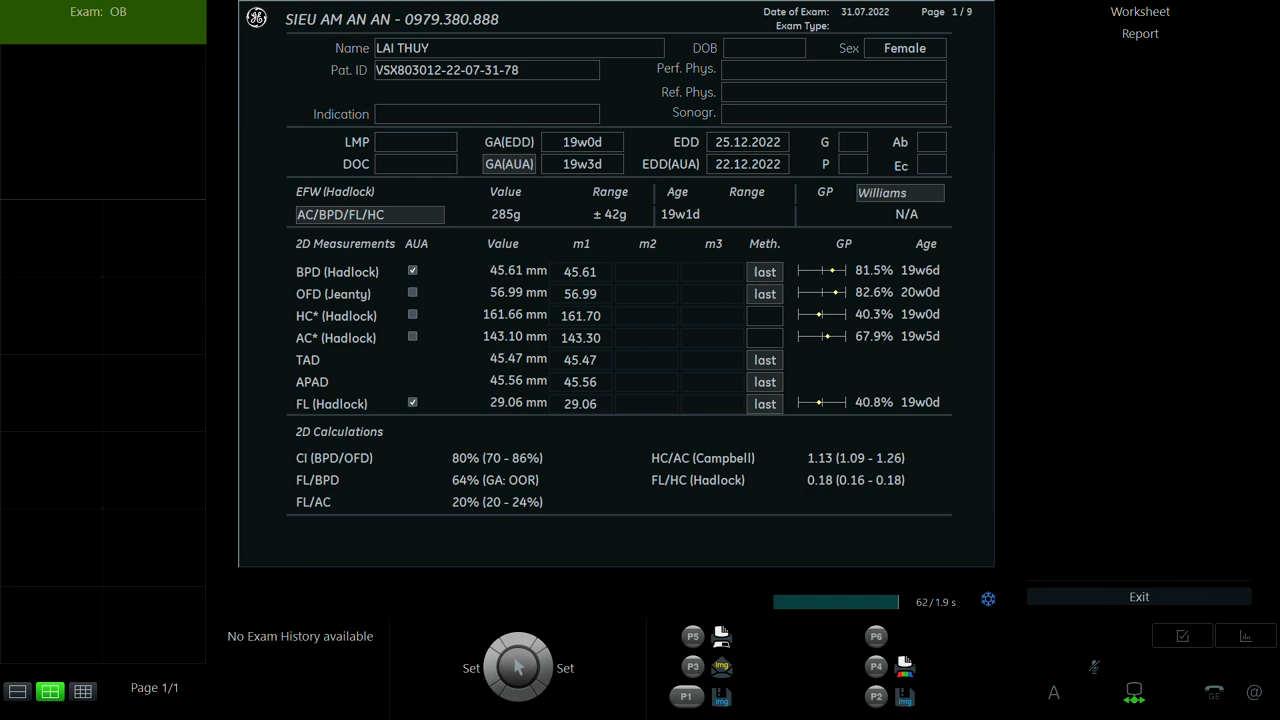 Exam: OB
SIEU AM AN AN - 0979.380.888
Date of Exam: 31.07.2022 Page 1 / 9
Exam Type:
Name LAI THUY DOB Sex Female
Pat. ID VSX803012-22-07-31-78 Perf. Phys.
Ref. Phys.
Indication Sonogr.
LMP GA(EDD) 19w0d EDD 25.12.2022 G Ab
DOC GA(AUA) 19w3d EDD(AUA) 22.12.2022 P Ec
EFW (Hadlock) Value Range Age Range GP Williams
AC/BPD/FL/HC 285g ± 42g 19w1d N/A
2D Measurements AUA Value m1 m2 m3 Meth. GP Age
BPD (Hadlock) 45.61 mm 45.61 last 81.5% 19w6d
OFD (Jeanty) 56.99 mm 56.99 last 82.6% 20w0d
HC* (Hadlock) 161.66 mm 161.70 40.3% 19w0d
AC* (Hadlock) 143.10 mm 143.30 67.9% 19w5d
TAD 45.47 mm 45.47 last
APAD 45.56 mm 45.56 last
FL (Hadlock) 29.06 mm 29.06 last 40.8% 19w0d
2D Calculations
CI (BPD/OFD) 80% (70 - 86%) HC/AC (Campbell) 1.13 (1.09 - 1.26)
FL/BPD 64% (GA: OOR) FL/HC (Hadlock) 0.18 (0.16 - 0.18)
FL/AC 20% (20 - 24%)
Worksheet
Report
62/1.9 s
Exit
No Exam History available
Set Set
P5 P6
P3 Img P4
P1 Img P2 Img
Page 1/1
A GE @